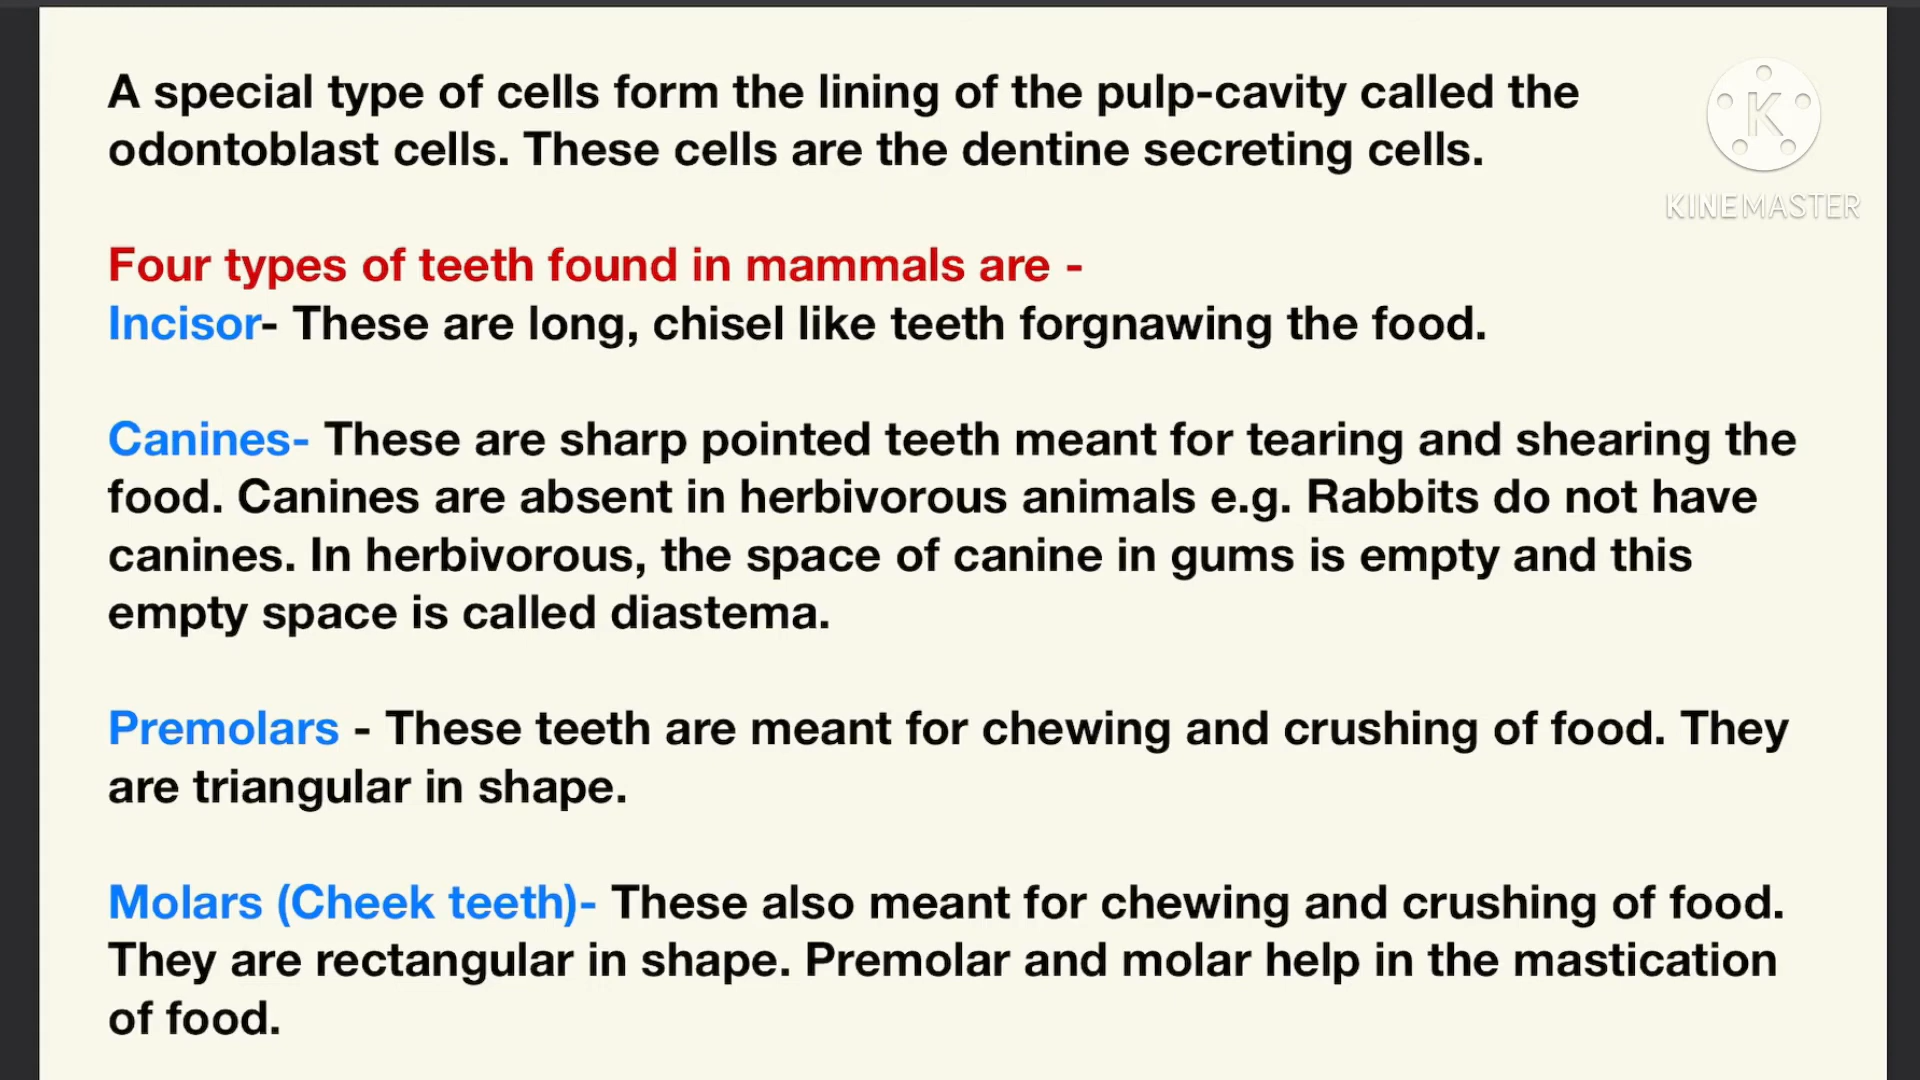 A special type of cells form the lining of the pulp-cavity called the
odontoblast cells. These cells are the dentine secreting cells.
K
KINEMASTER
Four types of teeth found in mammals are -
Incisor- These are long, chisel like teeth forgnawing the food.
Canines- These are sharp pointed teeth meant for tearing and shearing the
food. Canines are absent in herbivorous animals e.g. Rabbits do not have
canines. In herbivorous, the space of canine in gums is empty and this
empty space is called diastema.
Premolars - These teeth are meant for chewing and crushing of food. They
are triangular in shape.
Molars (Cheek teeth)- These also meant for chewing and crushing of food.
They are rectangular in shape. Premolar and molar help in the mastication
of food.